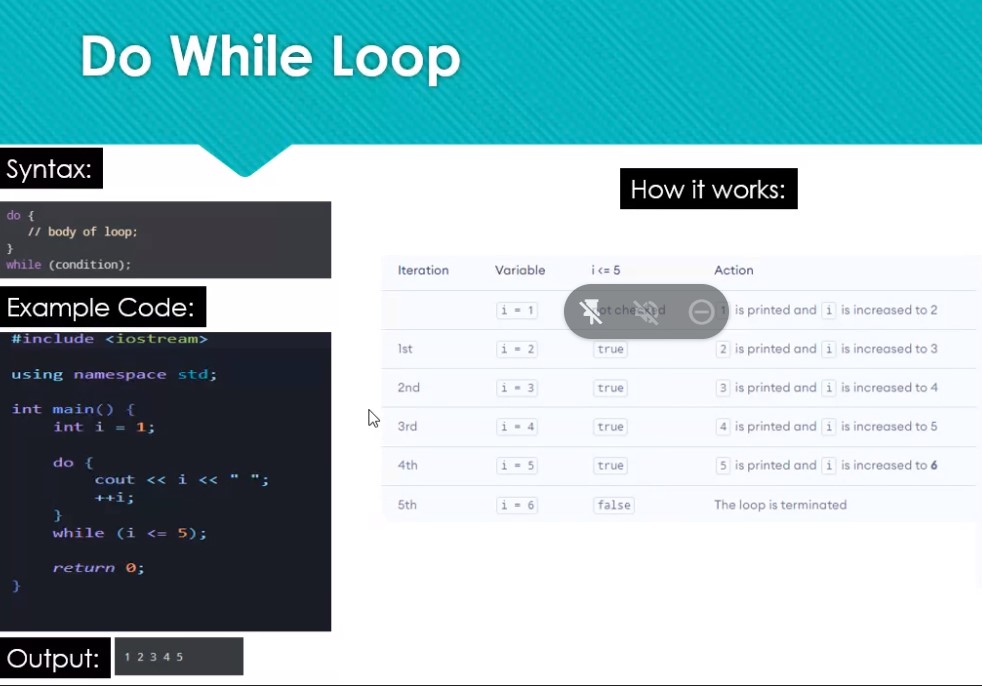 Do While Loop
Syntax:
do {
// body of loop;
}
while (condition);
Example Code:
#include <iostream>
using namespace std;
int main() {
int i = 1;
do {
cout << i << " ";
++i;
}
while (i <= 5);
return 0;
}
Output:
1 2 3 4 5
How it works:
Iteration Variable i <= 5 Action
i = 1 1 is printed and i is increased to 2
1st i = 2 true 2 is printed and i is increased to 3
2nd i = 3 true 3 is printed and i is increased to 4
3rd i = 4 true 4 is printed and i is increased to 5
4th i = 5 true 5 is printed and i is increased to 6
5th i = 6 false The loop is terminated